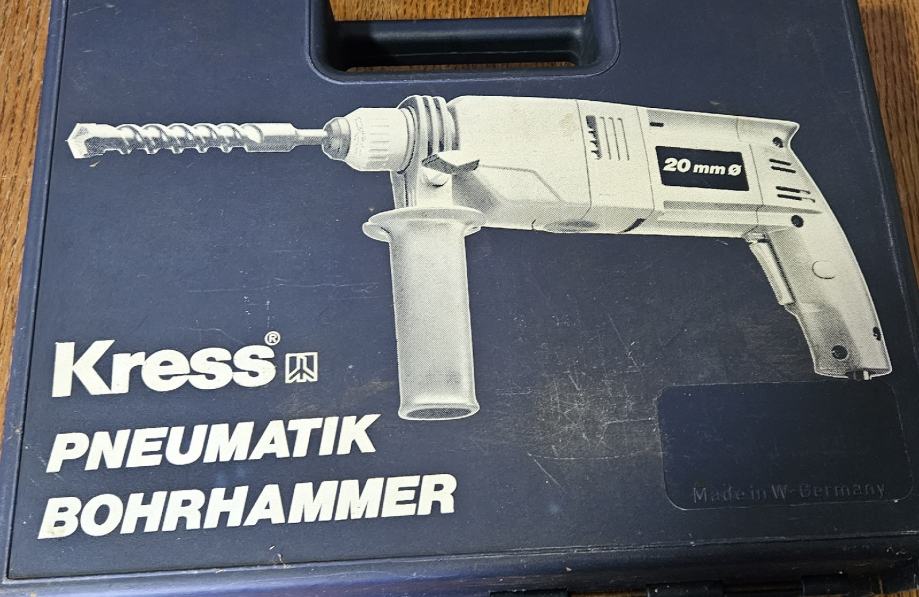 20 mm Ø
Kress®
PNEUMATIK
BOHRHAMMER
Made in W-Germany